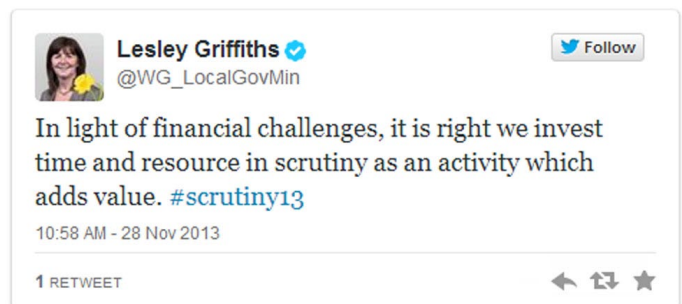 Lesley Griffiths
Follow
@WG_LocalGovMin
In light of financial challenges, it is right we invest
time and resource in scrutiny as an activity which
adds value. #scrutiny13
10:58 AM - 28 Nov 2013
1 RETWEET